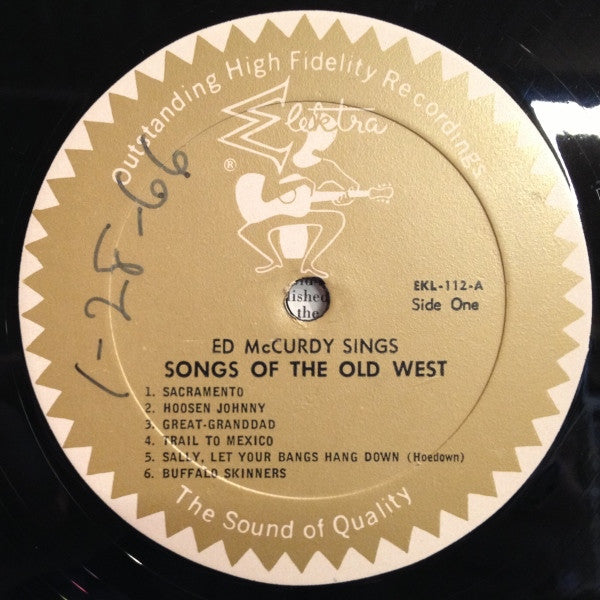 Outstanding High Fidelity Recordings
Elektra
®
1-28-66
lished
the
EKL-112-A
Side One
ED McCURDY SINGS
SONGS OF THE OLD WEST
1. SACRAMENTO
2. HOOSEN JOHNNY
3. GREAT-GRANDDAD
4. TRAIL TO MEXICO
5. SALLY, LET YOUR BANGS HANG DOWN (Hoedown)
6. BUFFALO SKINNERS
The Sound of Quality